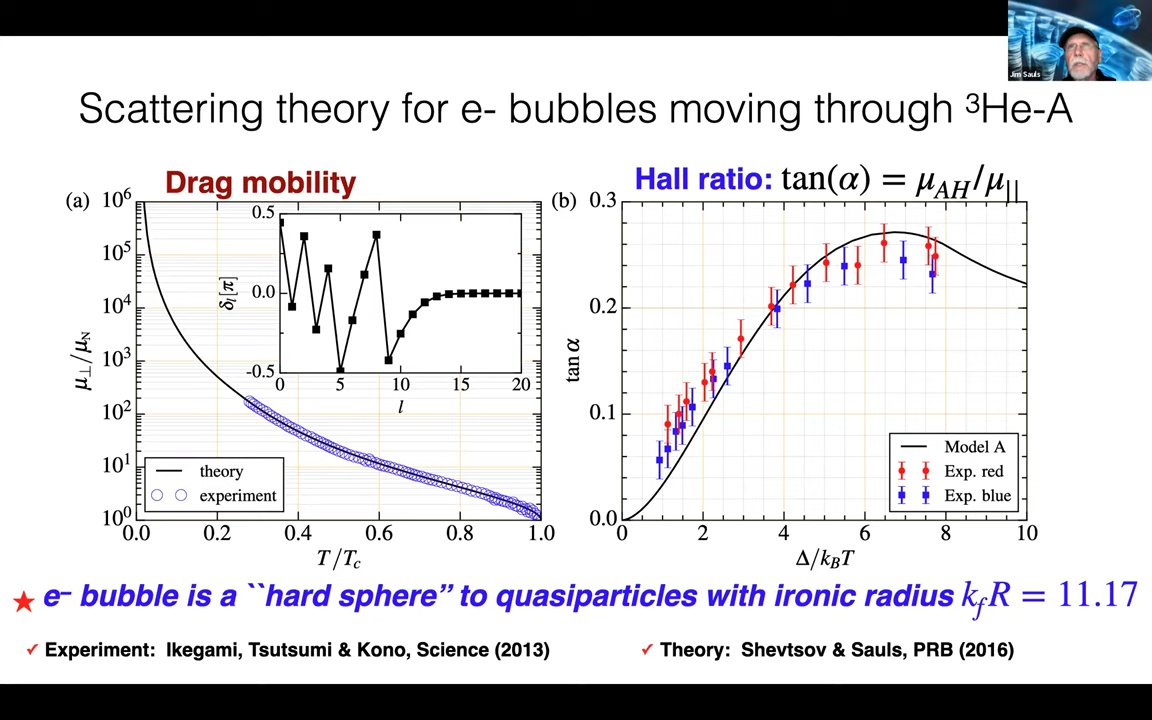 Jim Sauls
Scattering theory for e- bubbles moving through ³He-A
Drag mobility
Hall ratio: tan(α) = μ_AH/μ_||
(a)
10⁶
10⁵
10⁴
10³
10²
10¹
10⁰
μ⊥/μ_N
0.5
0.0
-0.5
δ_l[π]
0
5
10
15
20
l
theory
experiment
0.0
0.2
0.4
0.6
0.8
1.0
T/T_c
(b)
0.3
0.2
0.1
0.0
tan α
Model A
Exp. red
Exp. blue
0
2
4
6
8
10
Δ/k_BT
★ e⁻ bubble is a ``hard sphere” to quasiparticles with ironic radius k_fR = 11.17
✓ Experiment: Ikegami, Tsutsumi & Kono, Science (2013)
✓ Theory: Shevtsov & Sauls, PRB (2016)